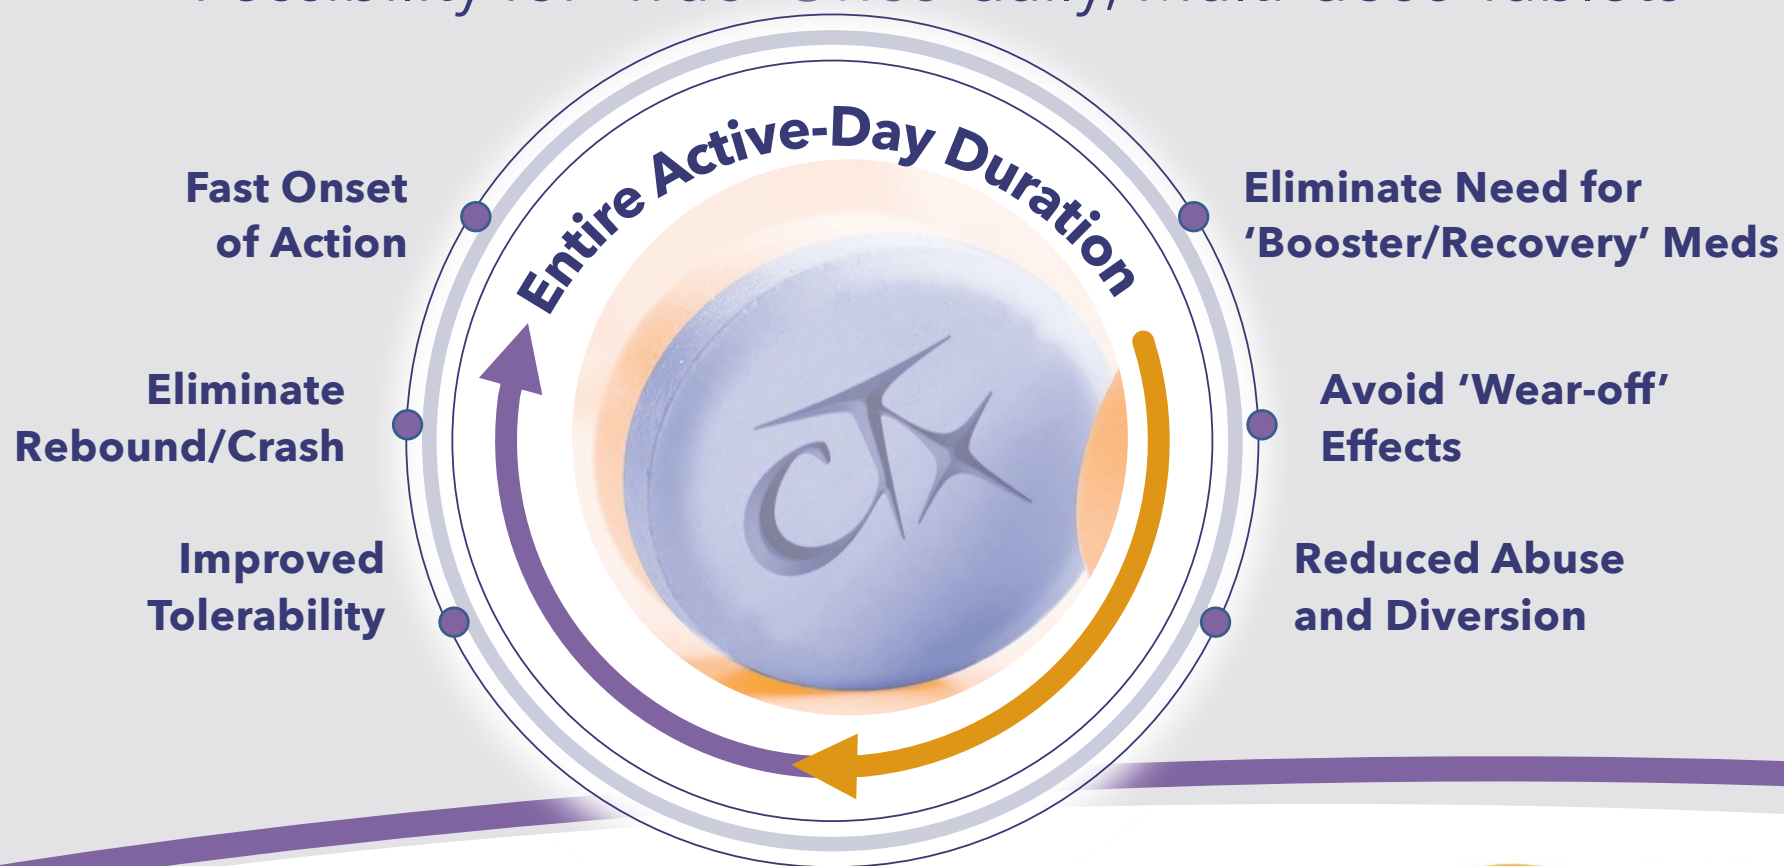 Entire Active-Day Duration
Fast Onset
of Action
Eliminate
Rebound/Crash
Improved
Tolerability
Eliminate Need for
‘Booster/Recovery’ Meds
Avoid ‘Wear-off’
Effects
Reduced Abuse
and Diversion
cTx